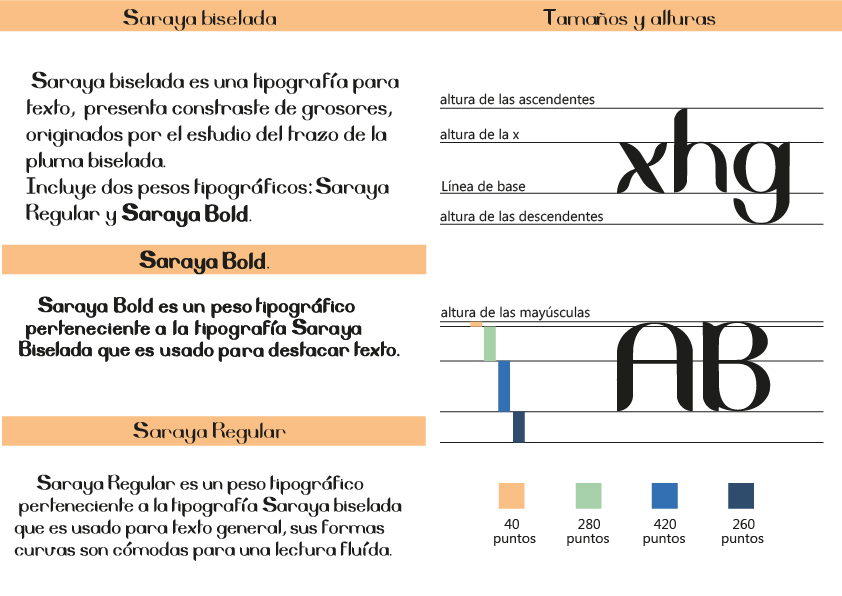 Saraya biselada
Saraya biselada es una tipografía para
texto, presenta constraste de grosores,
originados por el estudio del trazo de la
pluma biselada.
Incluye dos pesos tipográficos: Saraya
Regular y Saraya Bold.
Saraya Bold.
Saraya Bold es un peso tipográfico
perteneciente a la tipografía Saraya
Biselada que es usado para destacar texto.
Saraya Regular
Saraya Regular es un peso tipográfico
perteneciente a la tipografía Saraya biselada
que es usado para texto general, sus formas
curvas son cómodas para una lectura fluída.
Tamaños y alturas
altura de las ascendentes
altura de la x
Línea de base
altura de las descendentes
xhg
altura de las mayúsculas
AB
40 puntos
280 puntos
420 puntos
260 puntos